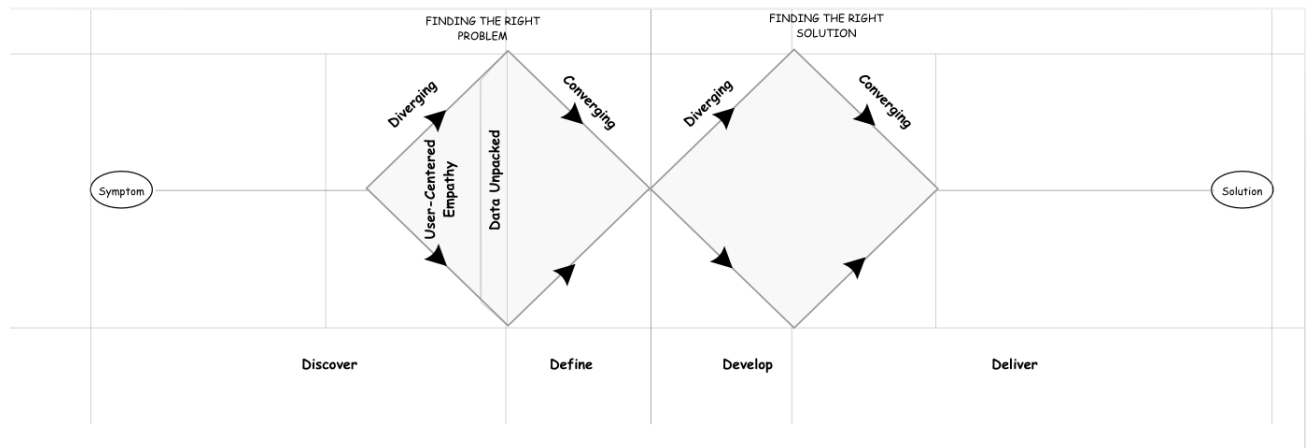 FINDING THE RIGHT
PROBLEM
FINDING THE RIGHT
SOLUTION
Diverging
Converging
Diverging
Converging
User-Centered
Empathy
Data Unpacked
Symptom
Solution
Discover
Define
Develop
Deliver